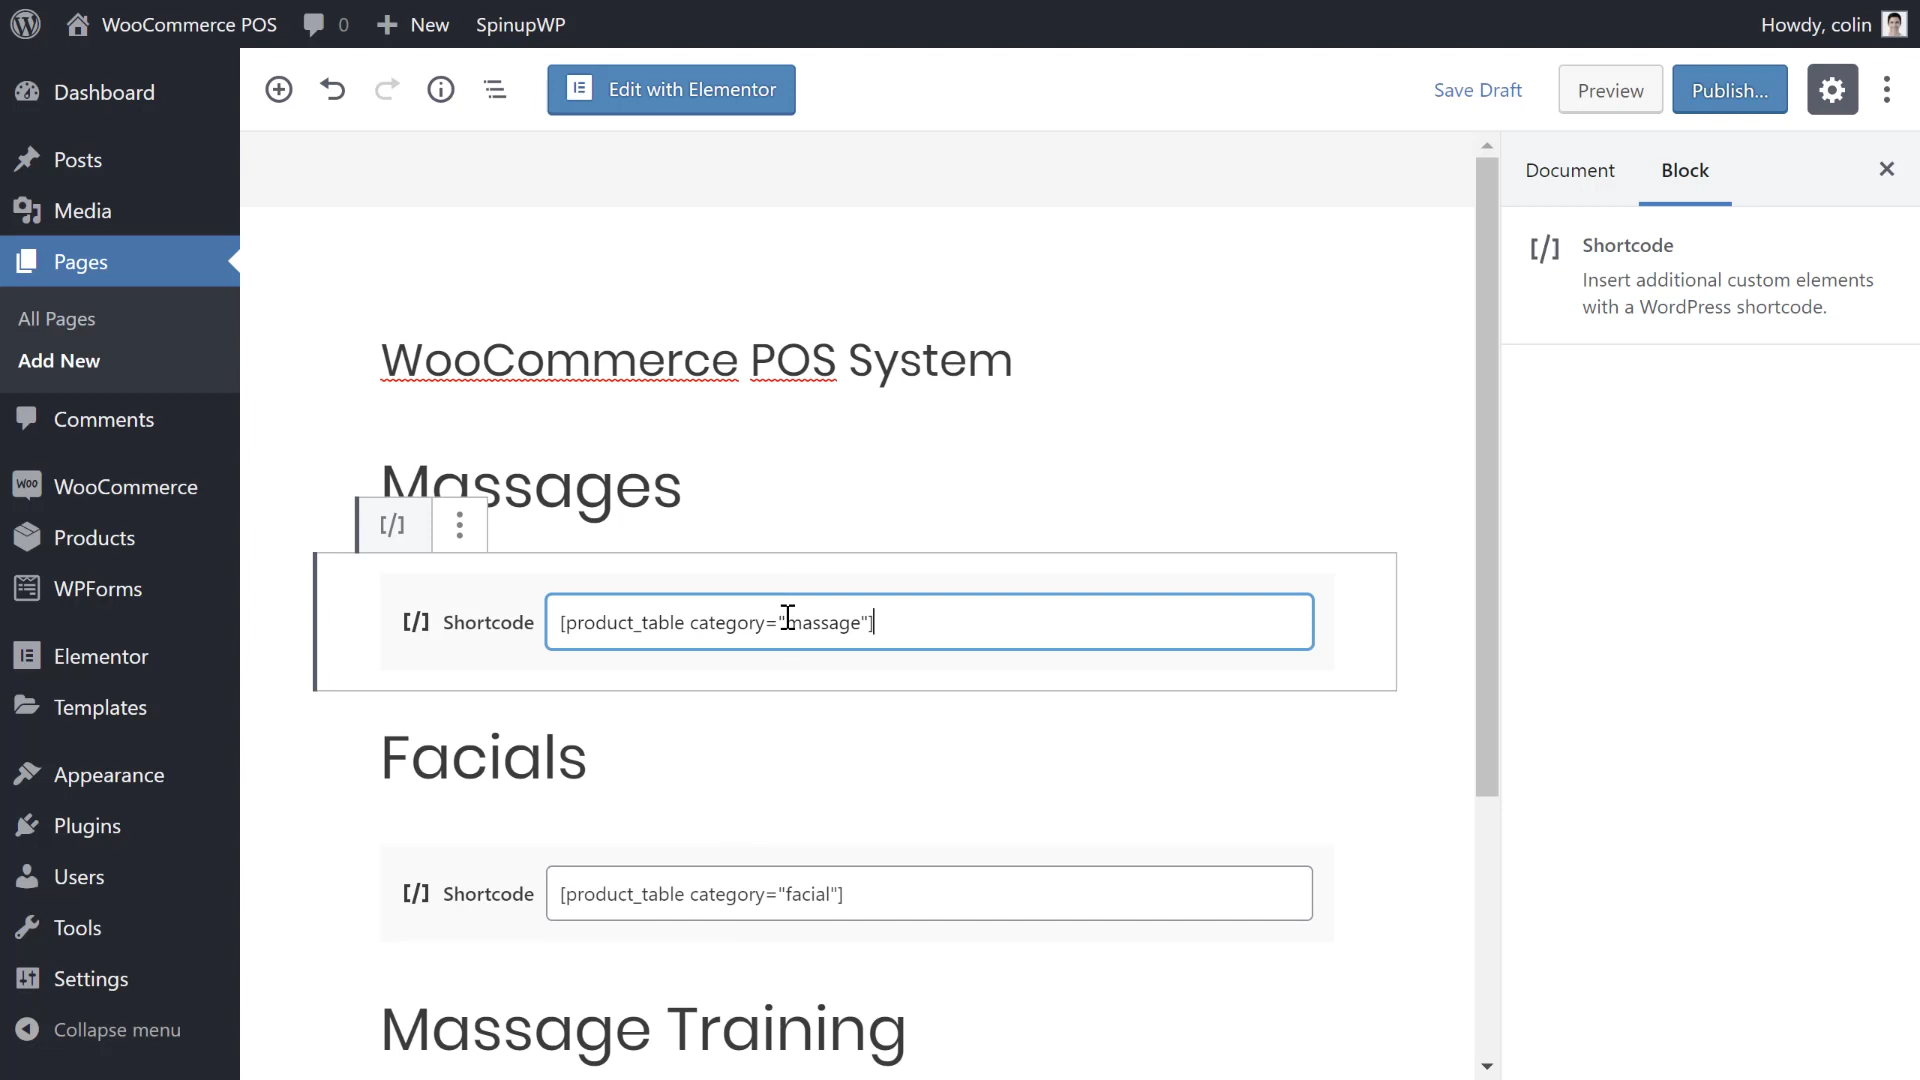 WooCommerce POS
0
New
SpinupWP
Howdy, colin
Dashboard
Posts
Media
Pages
All Pages
Add New
Comments
WooCommerce
Products
WPForms
Elementor
Templates
Appearance
Plugins
Users
Tools
Settings
Collapse menu
Edit with Elementor
Save Draft
Preview
Publish...
WooCommerce POS System
Massages
[/]
[/] Shortcode [product_table category="massage"]
Facials
[/] Shortcode [product_table category="facial"]
Massage Training
Document
Block
[/] Shortcode
Insert additional custom elements
with a WordPress shortcode.